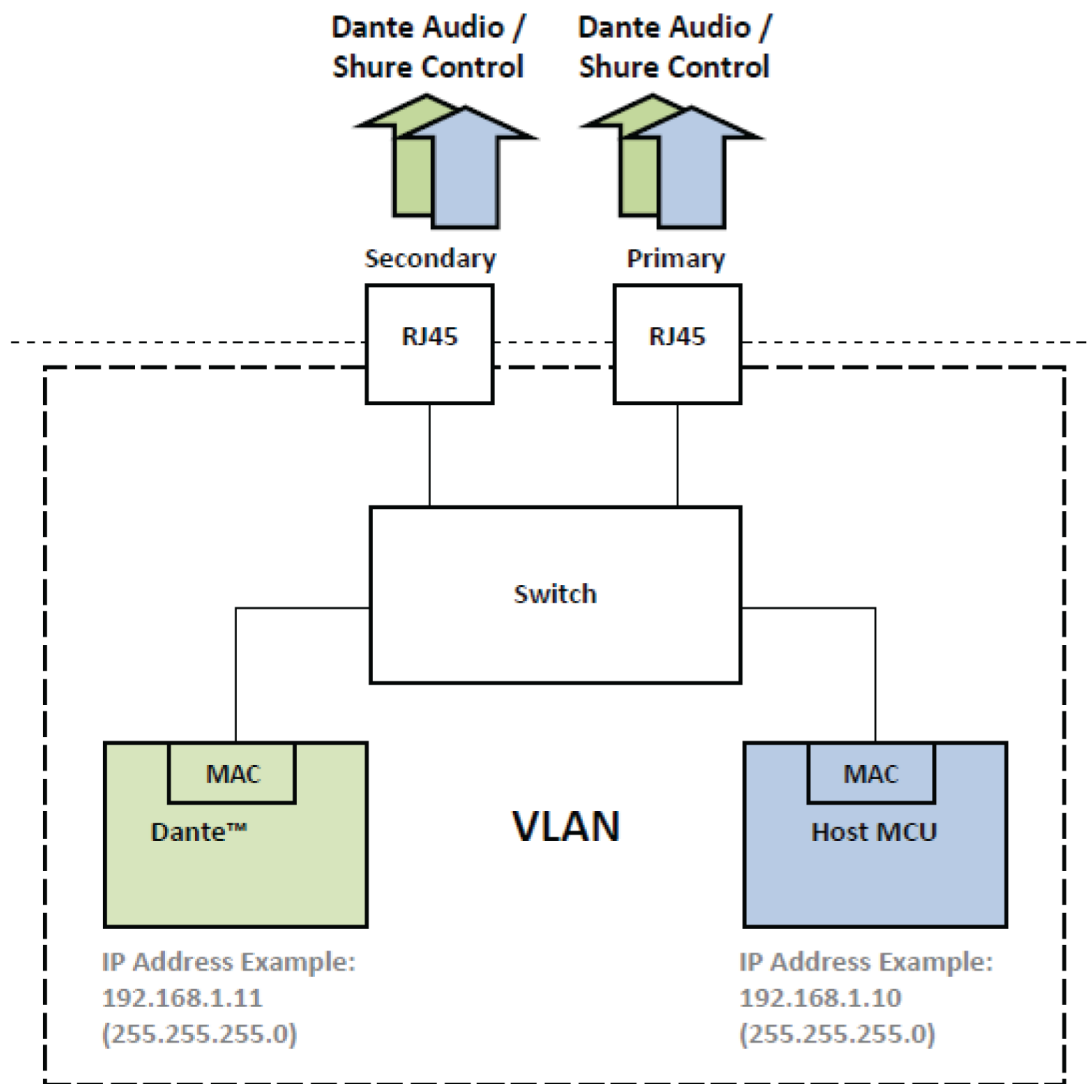 Dante Audio /
Shure Control
Dante Audio /
Shure Control
Secondary
Primary
RJ45
RJ45
Switch
MAC
Dante™
VLAN
MAC
Host MCU
IP Address Example:
192.168.1.11
(255.255.255.0)
IP Address Example:
192.168.1.10
(255.255.255.0)